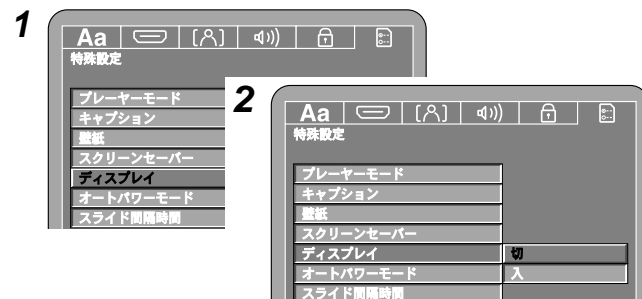 1
Aa
特殊設定
プレーヤーモード
キャプション
壁紙
スクリーンセーバー
ディスプレイ
オートパワーモード
スライド間隔時間
2
Aa
特殊設定
プレーヤーモード
キャプション
壁紙
スクリーンセーバー
ディスプレイ 切
オートパワーモード 入
スライド間隔時間